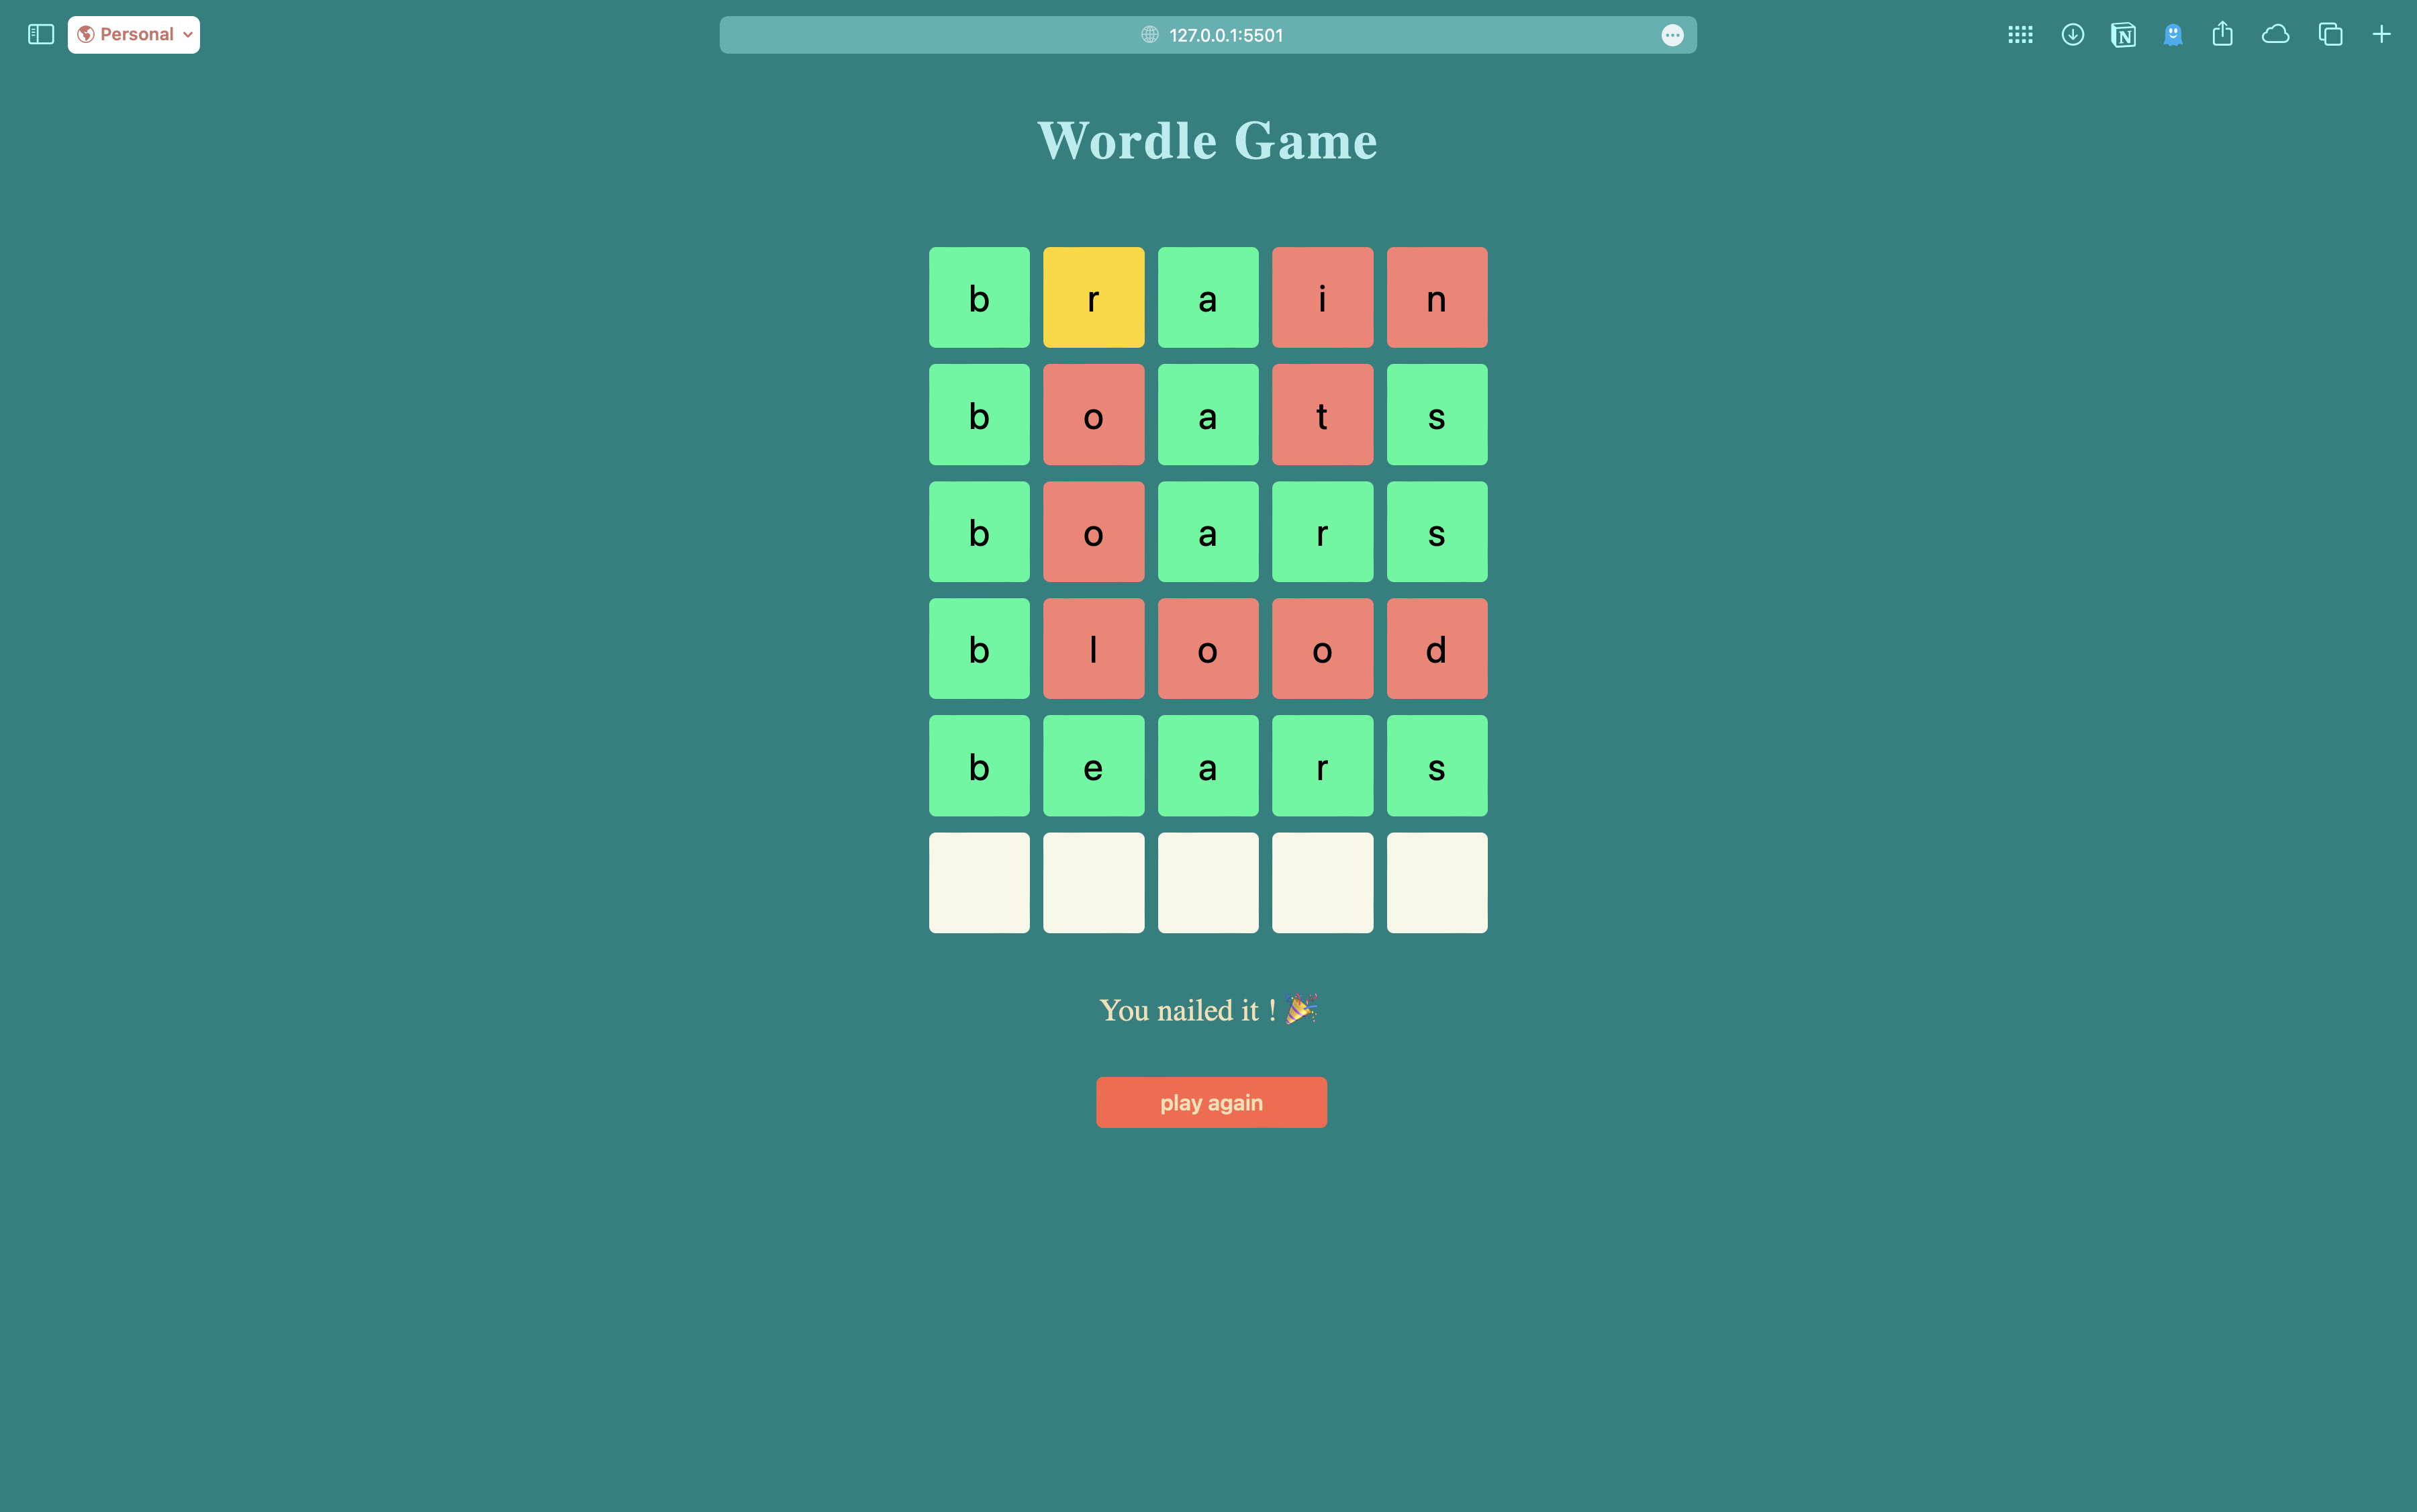 Personal
127.0.0.1:5501
Wordle Game
b r a i n
b o a t s
b o a r s
b l o o d
b e a r s
You nailed it ! 🎉
play again